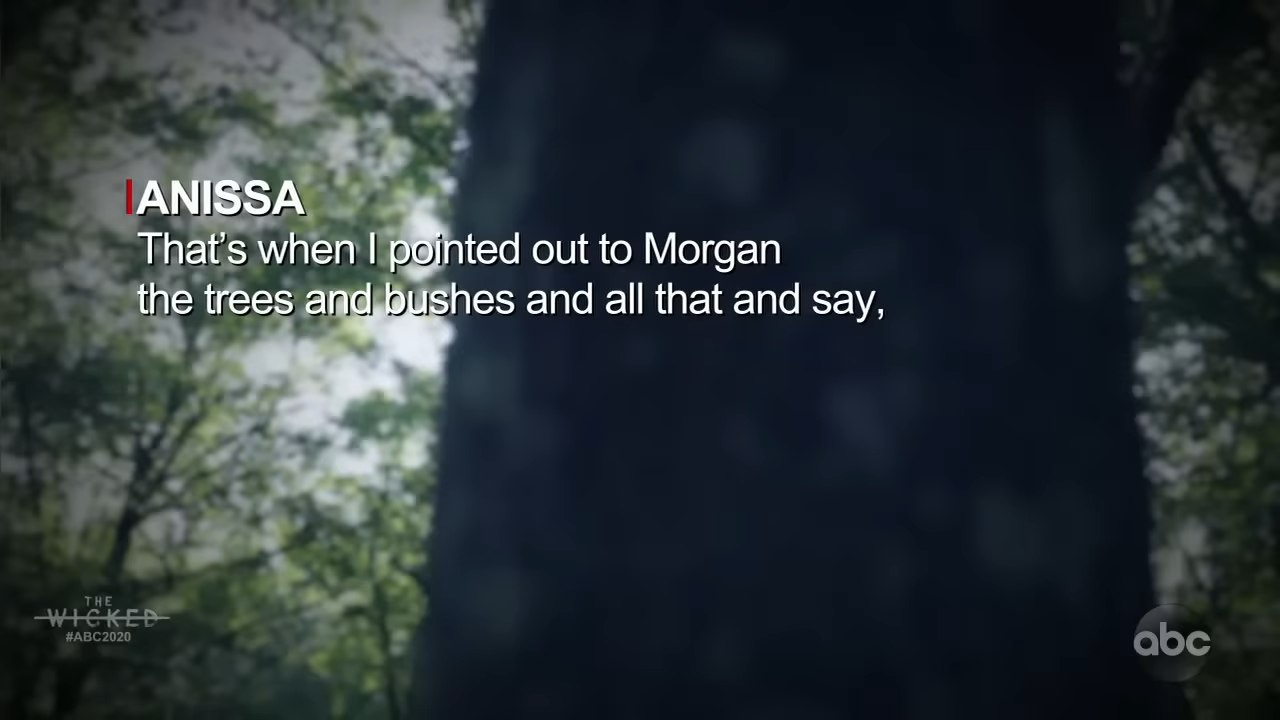 ANISSA
That's when I pointed out to Morgan
the trees and bushes and all that and say,
THE
WICKED
#ABC2020
abc